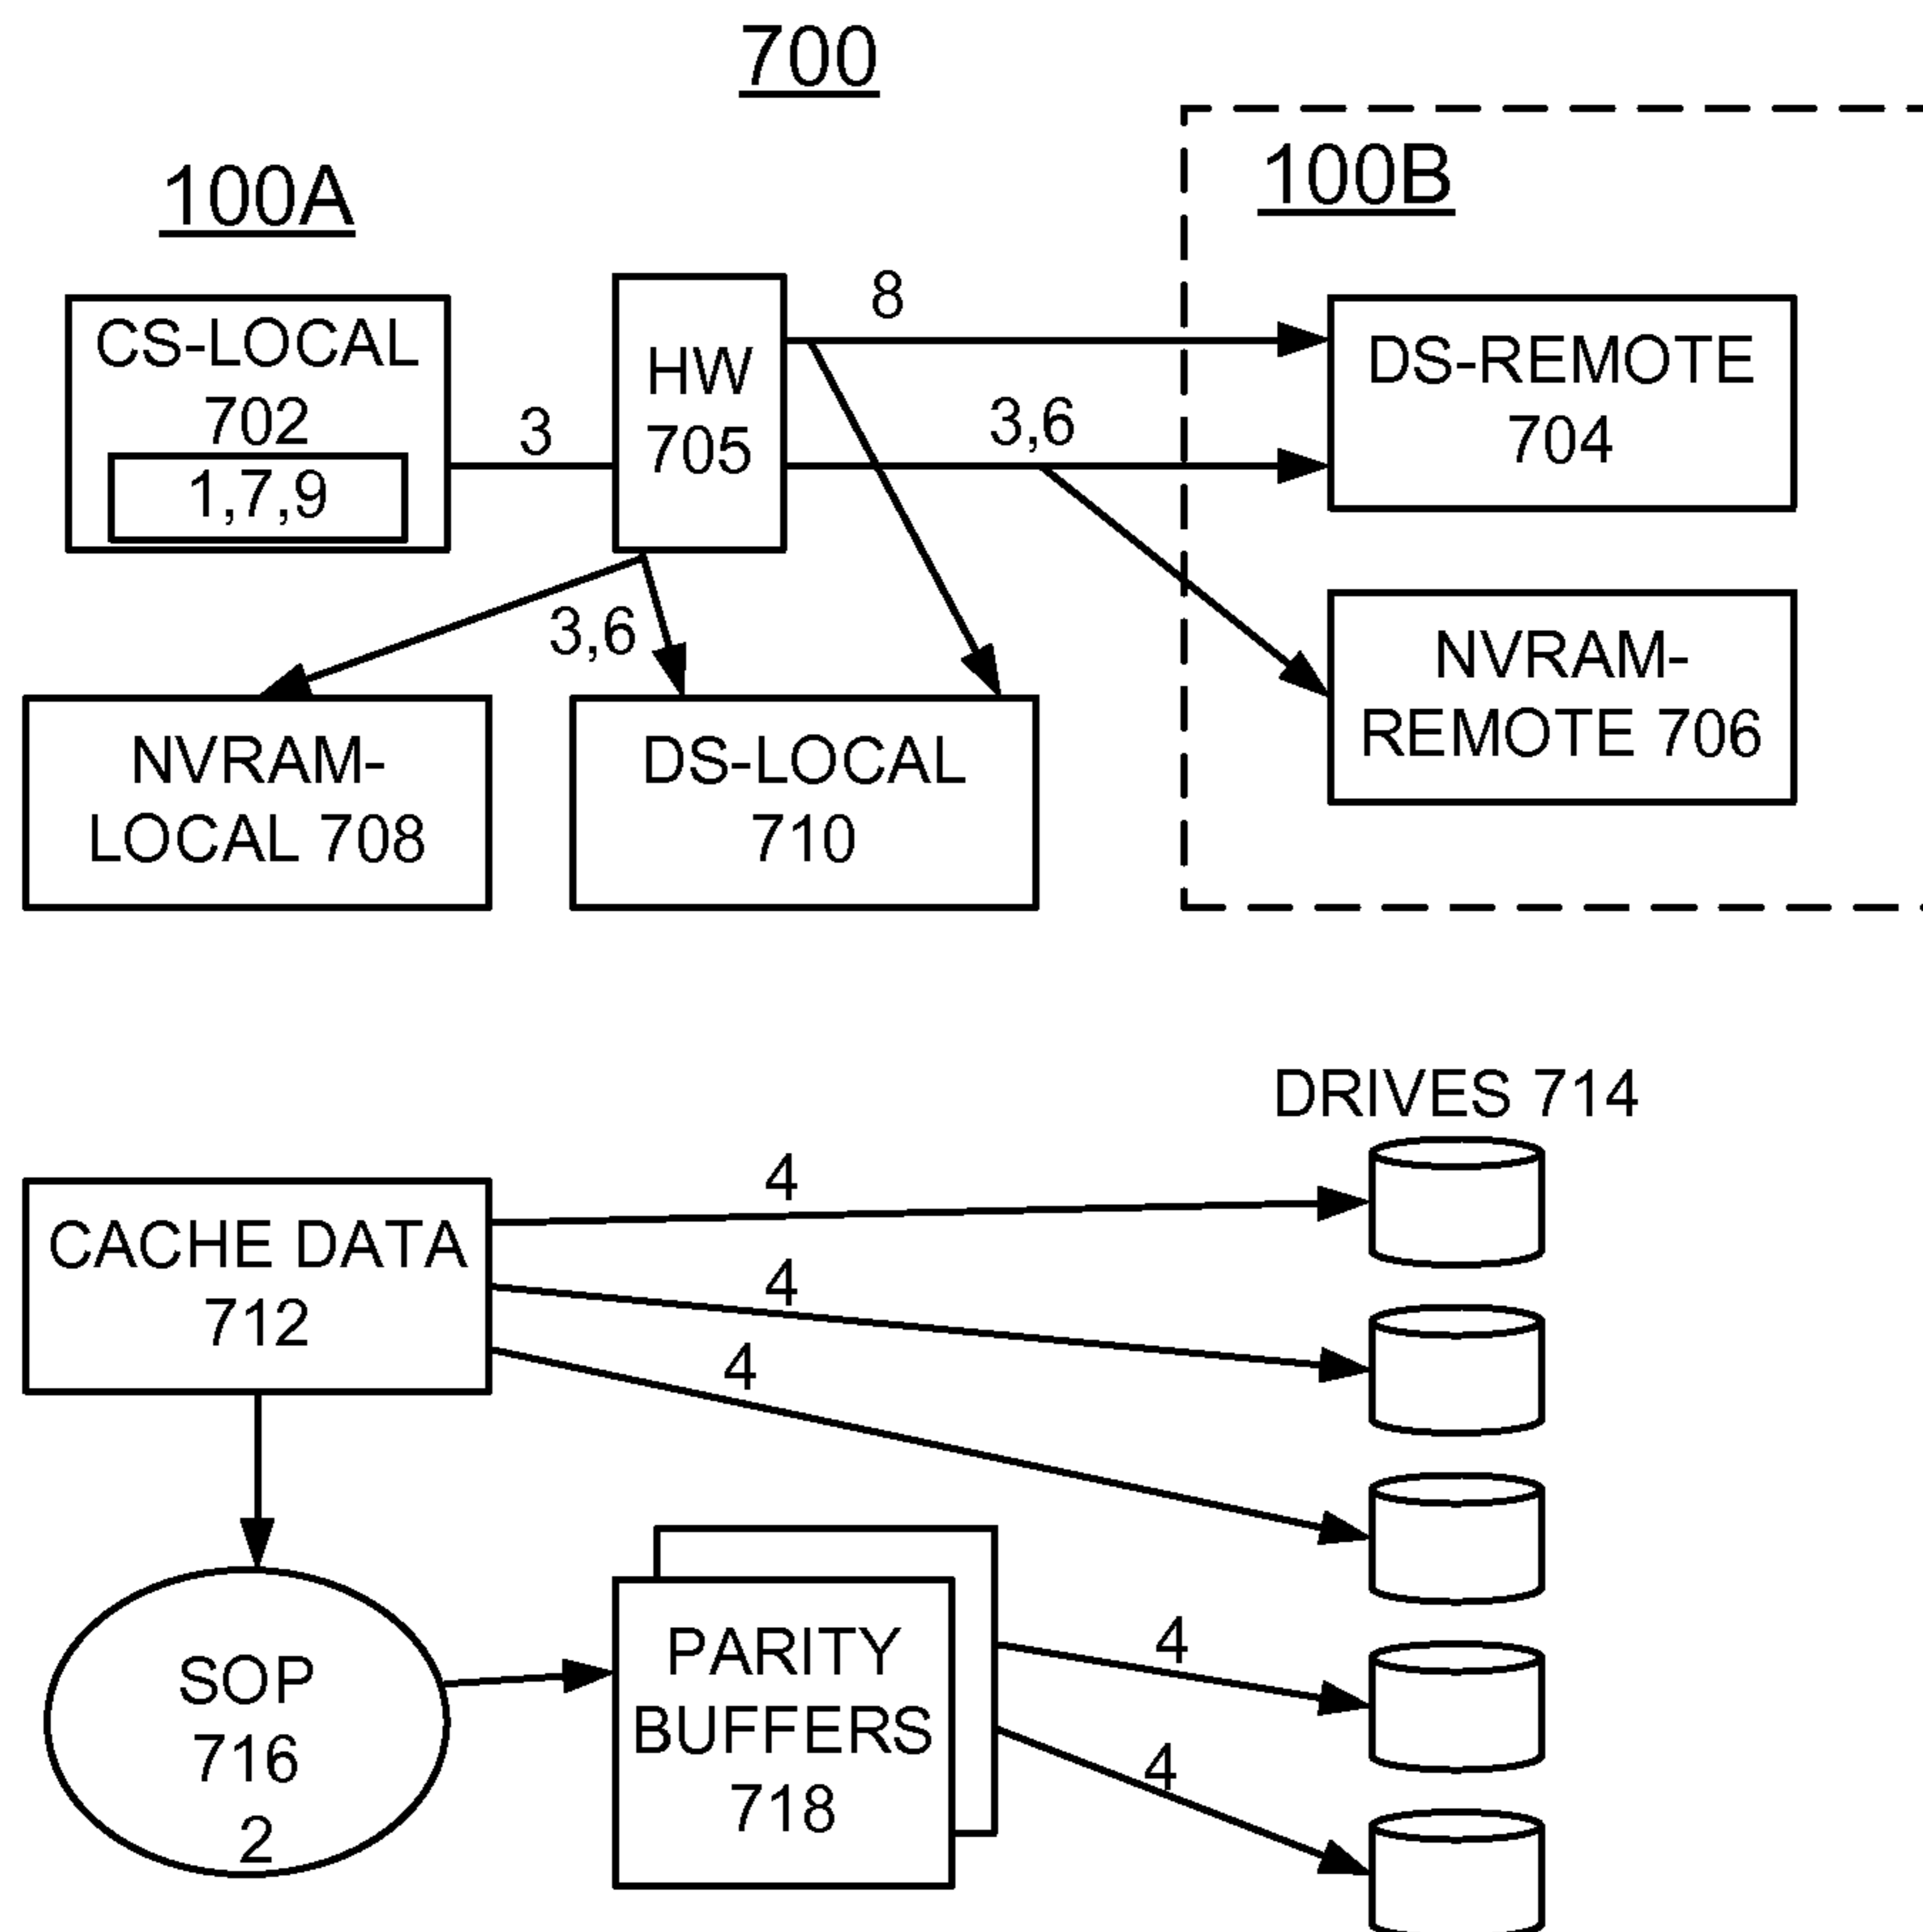 700
100A
100B
CS-LOCAL
702
1,7,9
3
HW
705
8
3,6
DS-REMOTE
704
3,6
NVRAM-
REMOTE 706
NVRAM-
LOCAL 708
DS-LOCAL
710
DRIVES 714
CACHE DATA
712
4
4
4
SOP
716
2
PARITY
BUFFERS
718
4
4